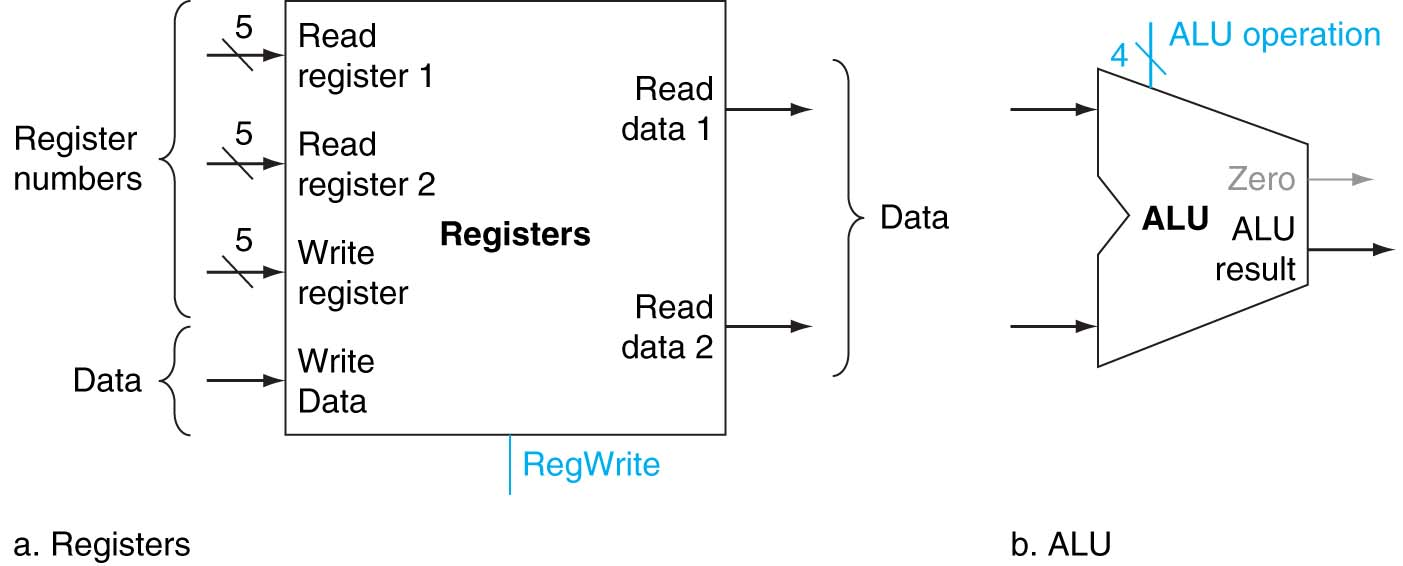 Register
numbers
Data
5
5
5
Read
register 1
Read
register 2
Write
register
Write
Data
Registers
Read
data 1
Read
data 2
RegWrite
Data
a. Registers
4
ALU operation
Zero
ALU
ALU
result
b. ALU